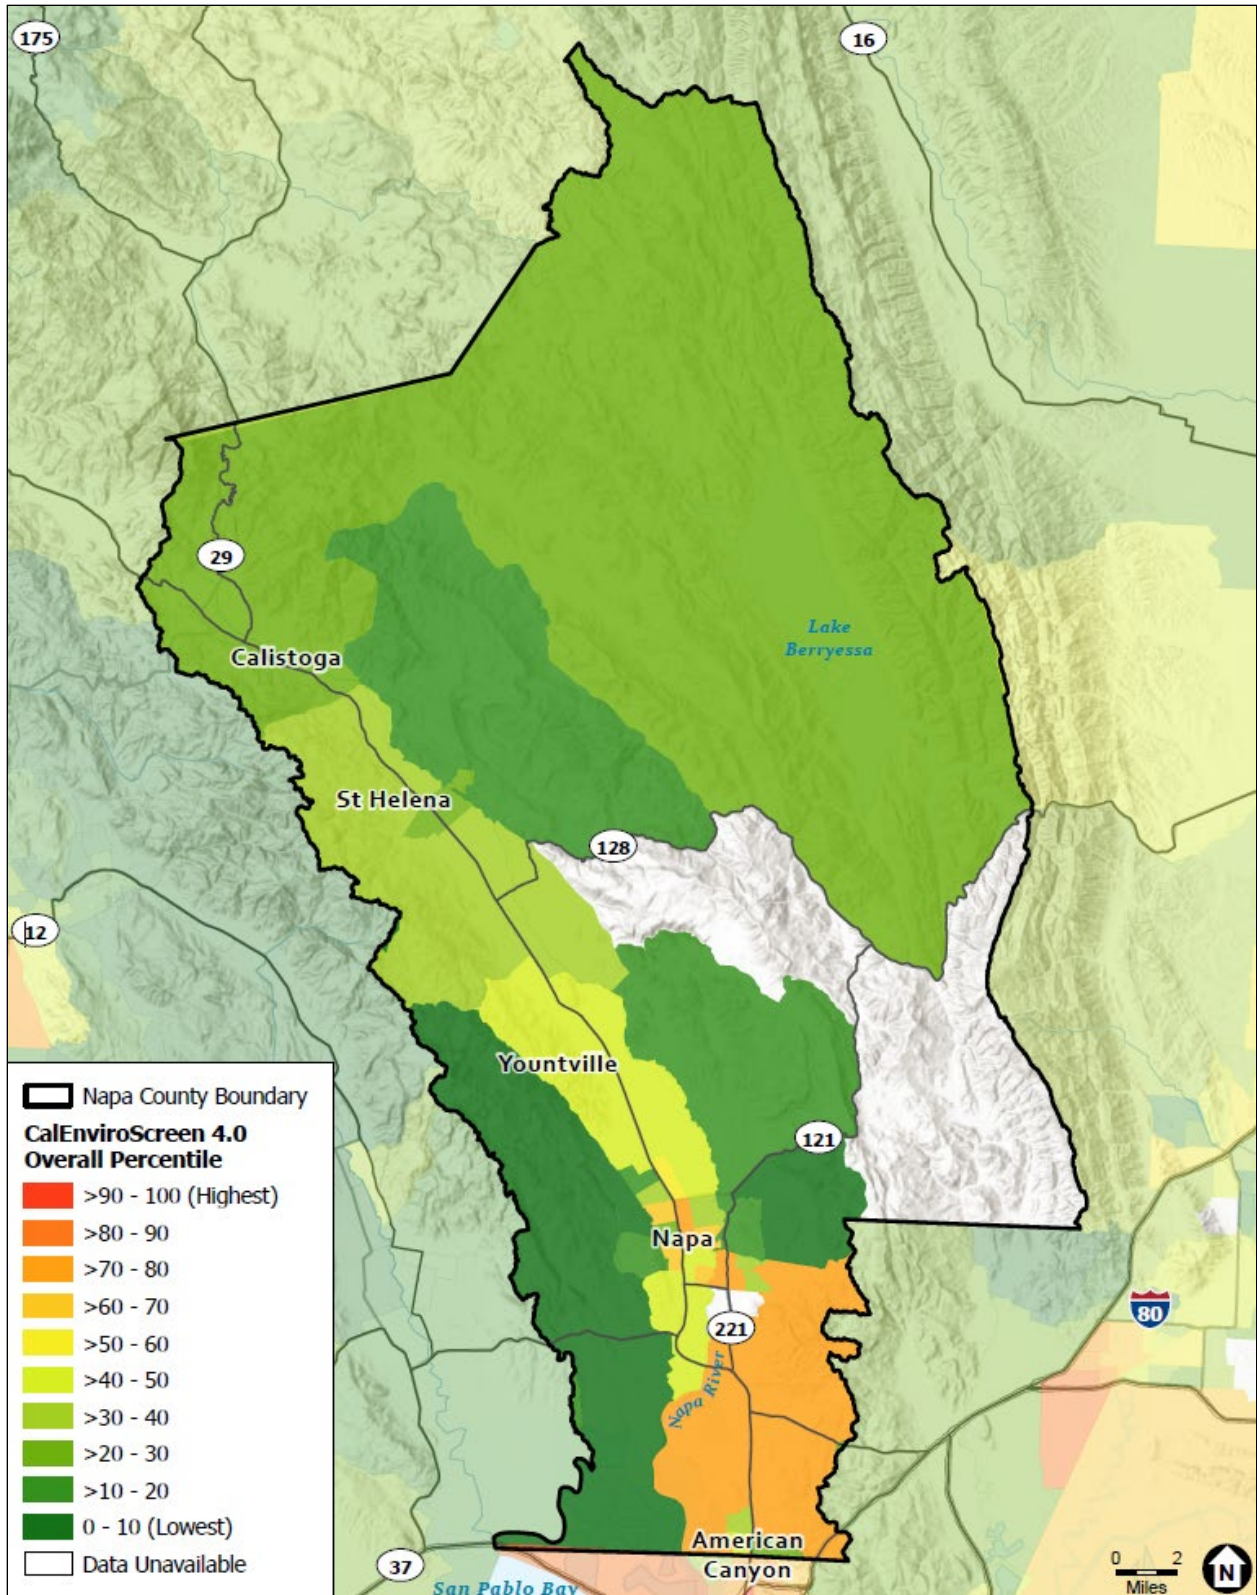 175
16
29
Calistoga
Lake
Berryessa
St Helena
128
12
Yountville
121
Napa
80
221
Napa River
American
Canyon
37
San Pablo Bay
Napa County Boundary
CalEnviroScreen 4.0
Overall Percentile
>90 - 100 (Highest)
>80 - 90
>70 - 80
>60 - 70
>50 - 60
>40 - 50
>30 - 40
>20 - 30
>10 - 20
0 - 10 (Lowest)
Data Unavailable
0 2
Miles
N